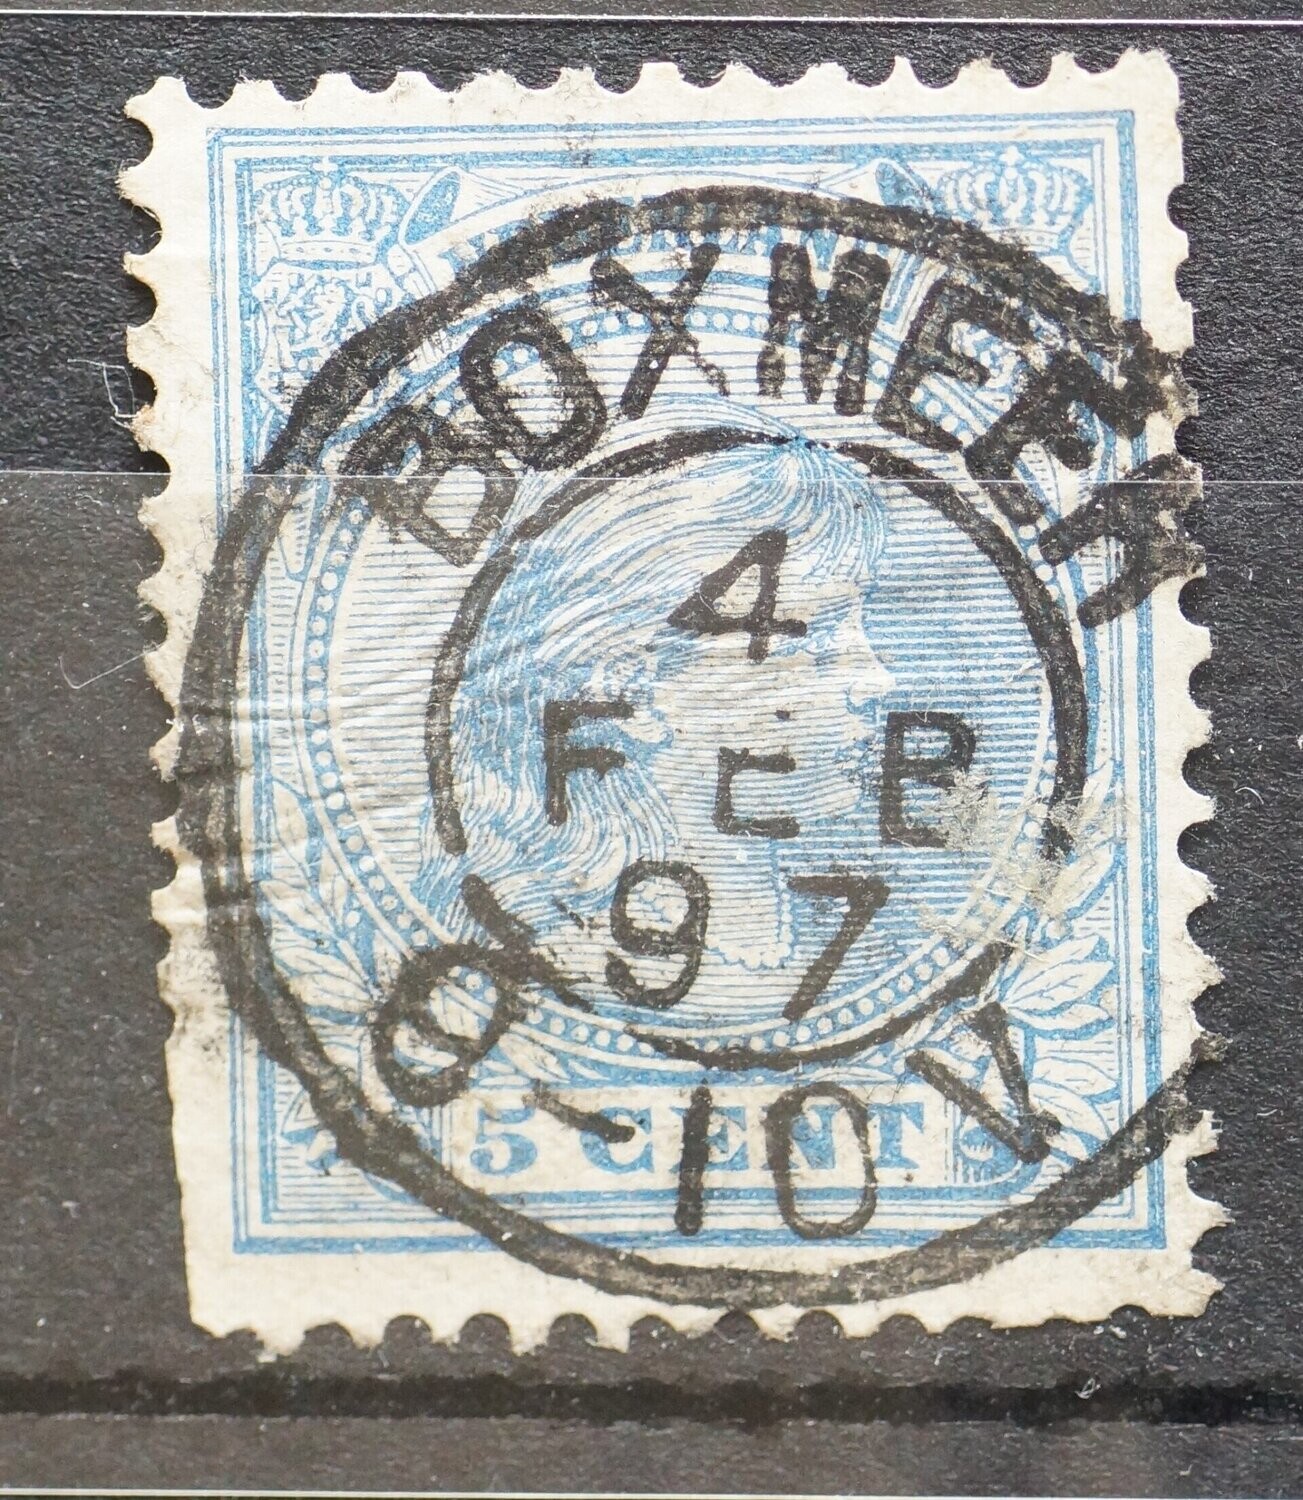 BOXMEER
4
FEB
97
8-10V
5 CENT